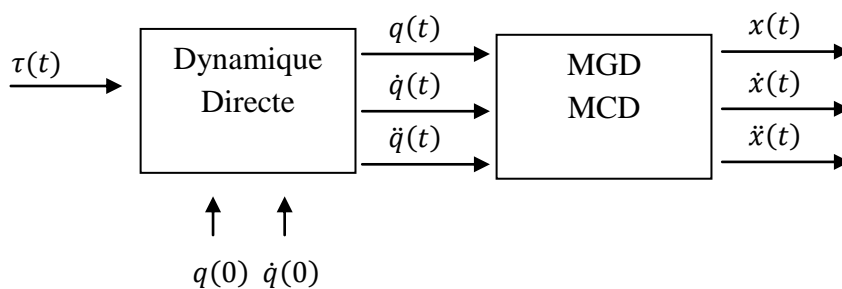 τ(t)
Dynamique
Directe
q(t)
q̇(t)
q̈(t)
MGD
MCD
x(t)
ẋ(t)
ẍ(t)
q(0) q̇(0)